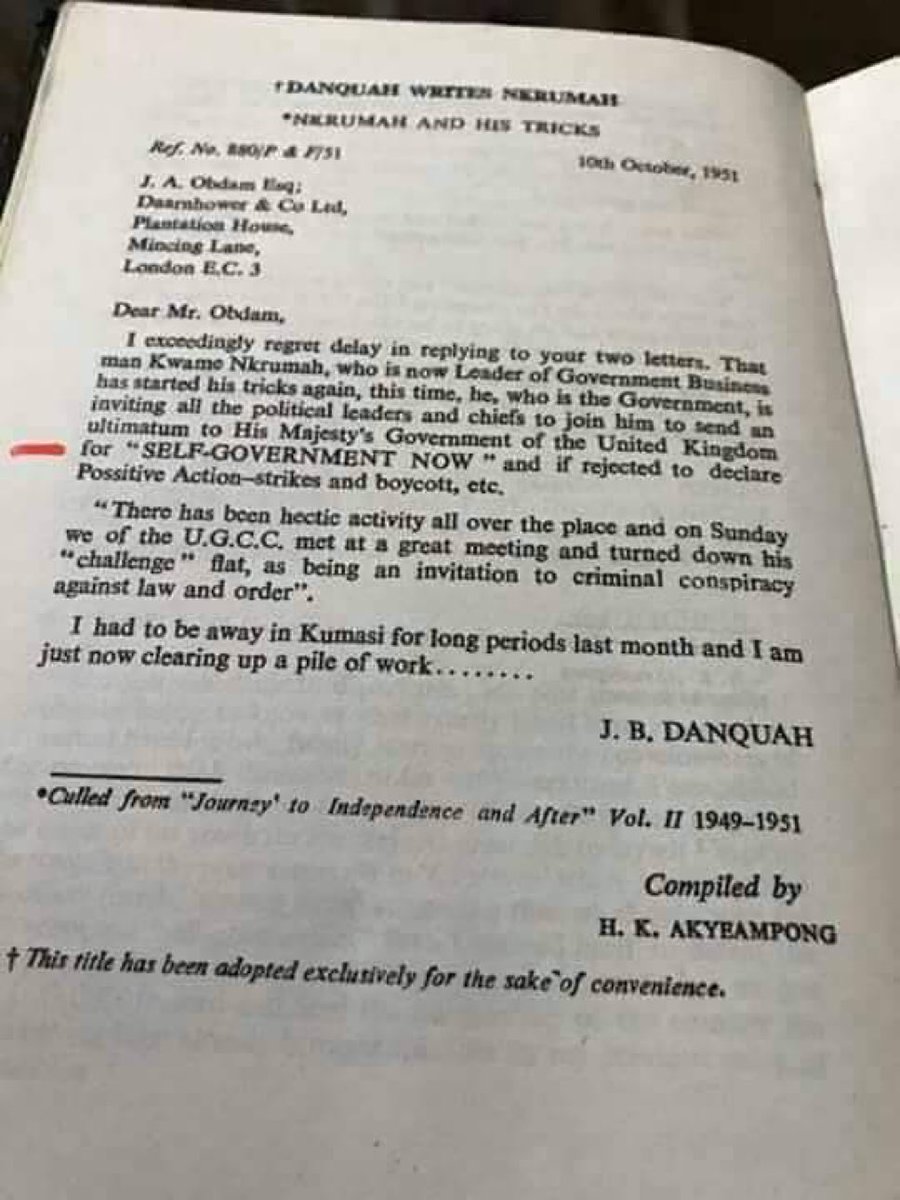 †DANQUAH WRITES NKRUMAH
*NKRUMAH AND HIS TRICKS
Ref. No. 880/P & F/51
10th October, 1951
J. A. Obdam Esq;
Daarnhower & Co Ltd,
Plantation House,
Mincing Lane,
London E.C. 3
Dear Mr. Obdam,
I exceedingly regret delay in replying to your two letters. That
man Kwame Nkrumah, who is now Leader of Government Business
has started his tricks again, this time, he, who is the Government, is
inviting all the political leaders and chiefs to join him to send an
ultimatum to His Majesty's Government of the United Kingdom
for "SELF-GOVERNMENT NOW" and if rejected to declare
Possitive Action–strikes and boycott, etc.
"There has been hectic activity all over the place and on Sunday
we of the U.G.C.C. met at a great meeting and turned down his
"challenge" flat, as being an invitation to criminal conspiracy
against law and order".
I had to be away in Kumasi for long periods last month and I am
just now clearing up a pile of work........
J. B. DANQUAH
*Culled from "Journey' to Independence and After" Vol. II 1949–1951
Compiled by
H. K. AKYEAMPONG
† This title has been adopted exclusively for the sake of convenience.